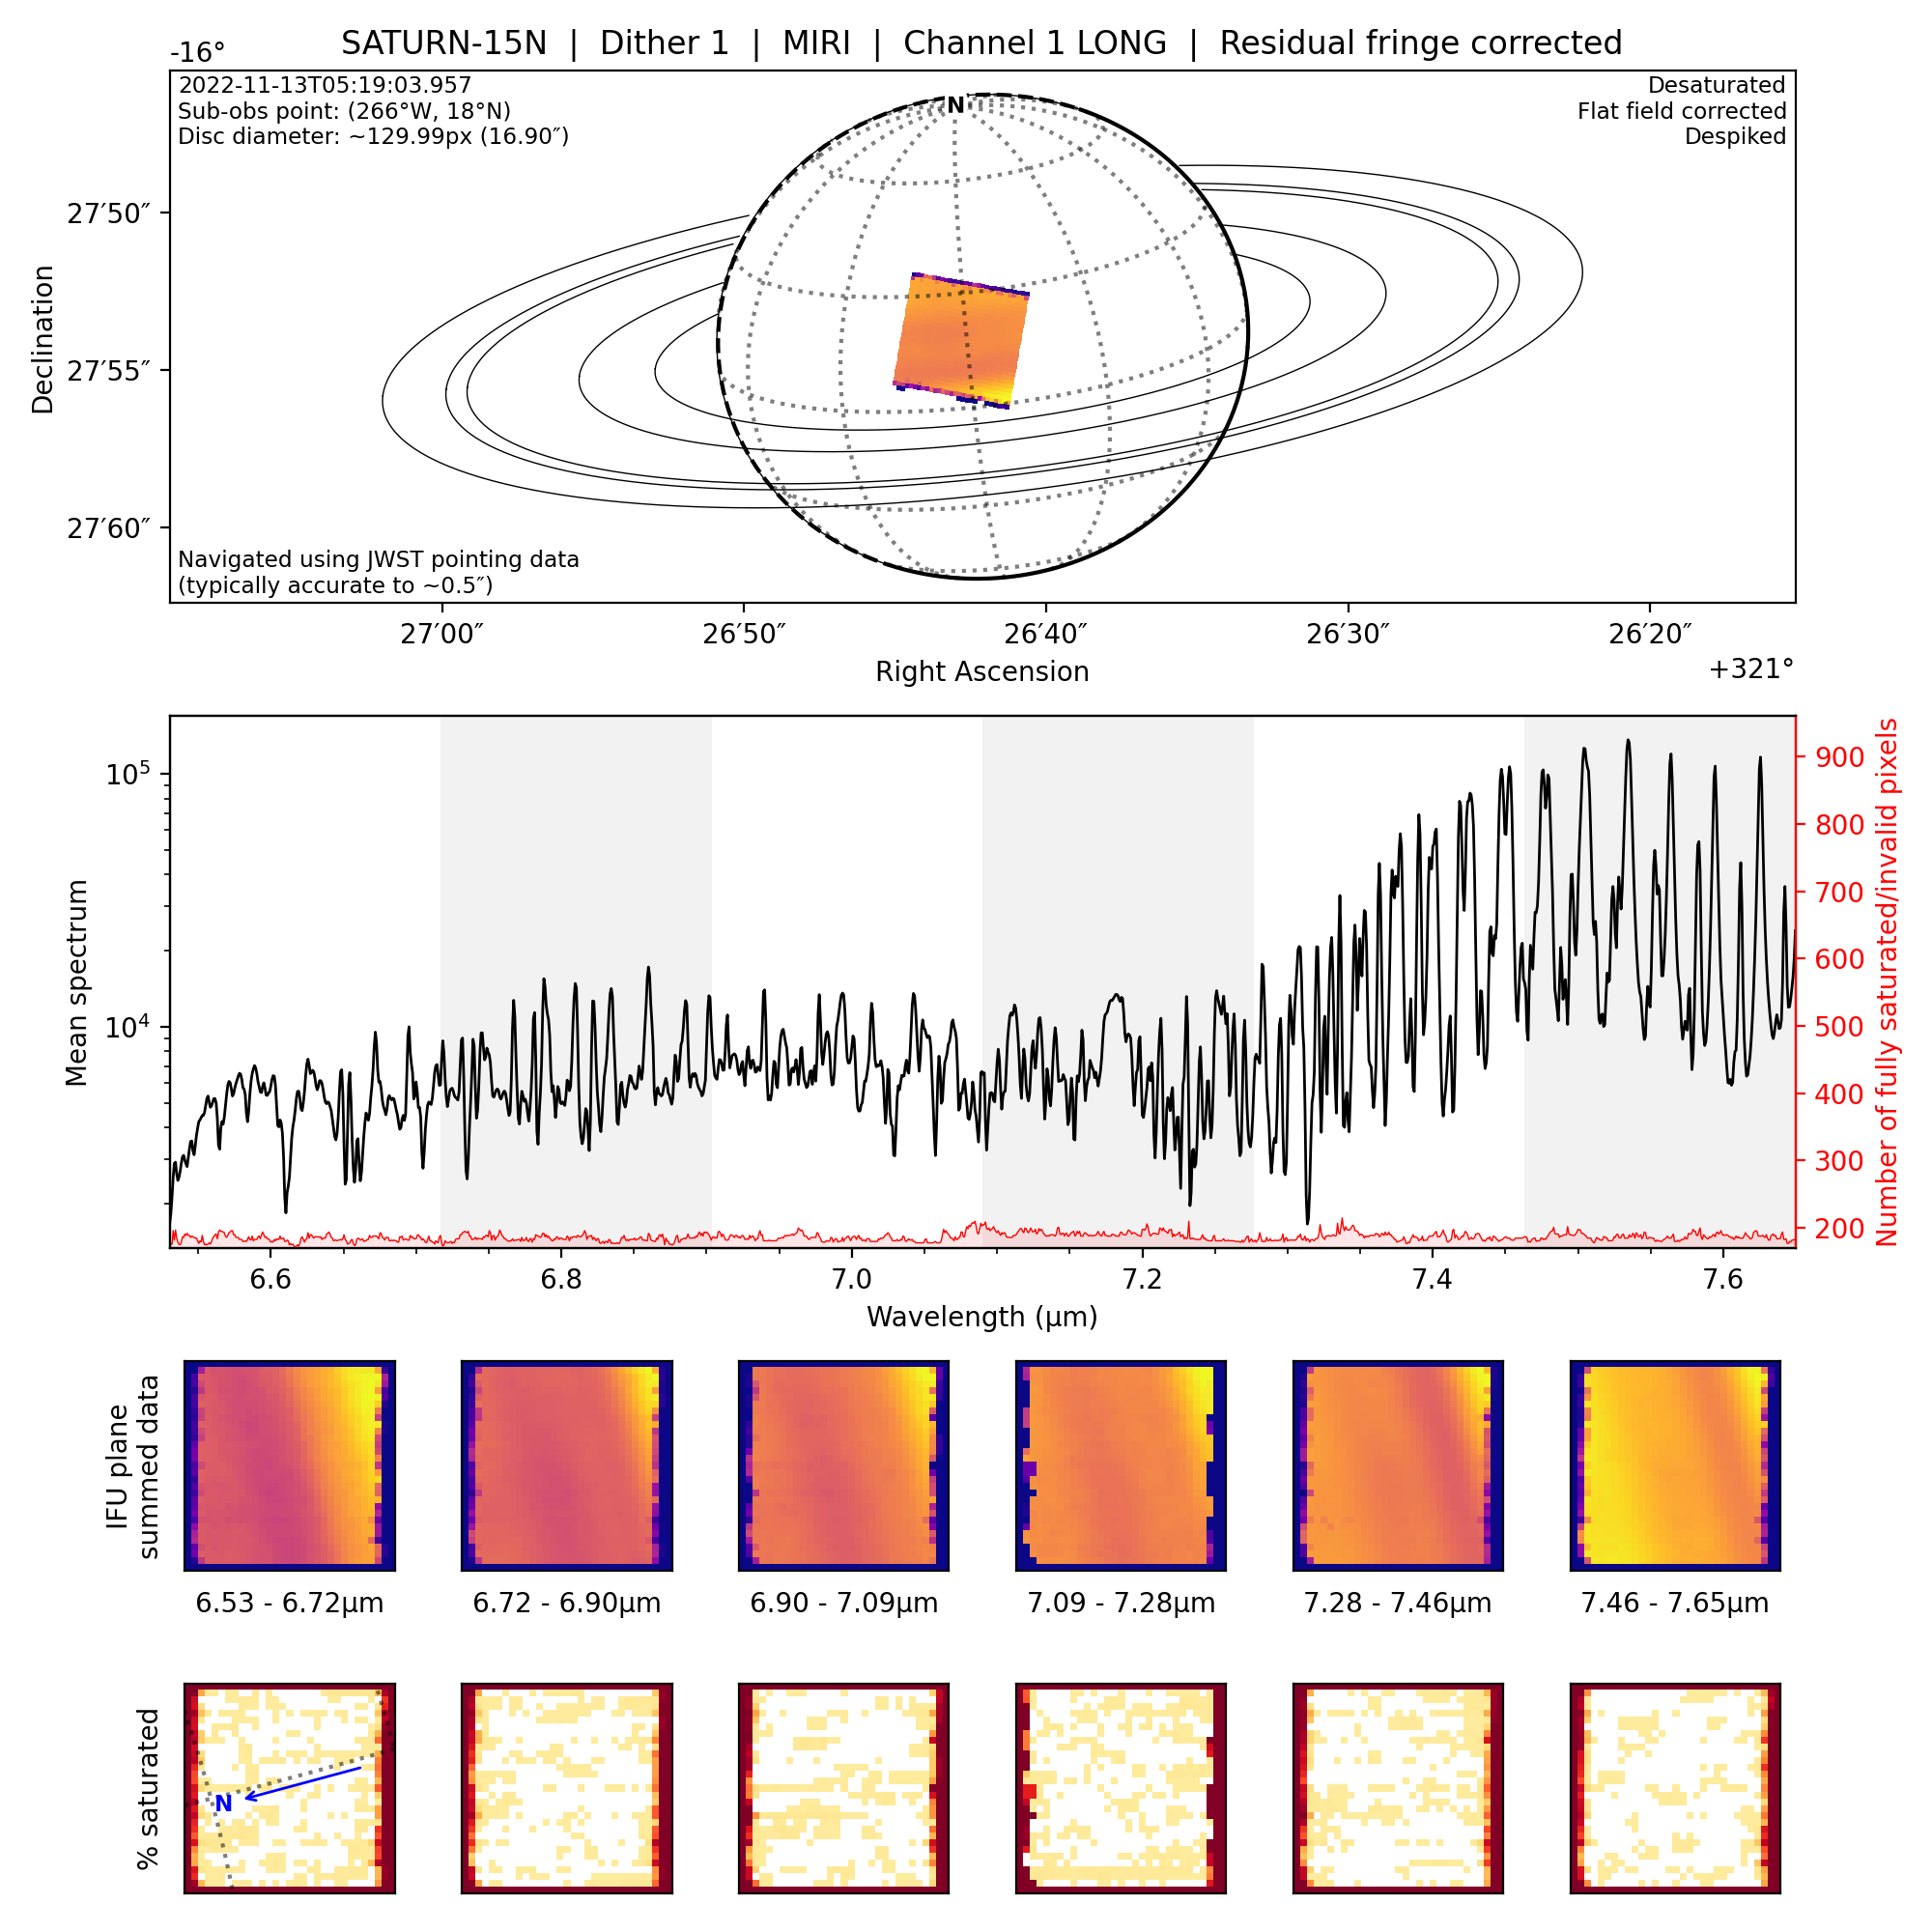 SATURN-15N | Dither 1 | MIRI | Channel 1 LONG | Residual fringe corrected
-16°
2022-11-13T05:19:03.957
Sub-obs point: (266°W, 18°N)
Disc diameter: ~129.99px (16.90″)
Desaturated
Flat field corrected
Despiked
N
27′50″
27′55″
27′60″
Declination
Navigated using JWST pointing data
(typically accurate to ~0.5″)
27′00″
26′50″
26′40″
26′30″
26′20″
Right Ascension
+321°
10⁵
10⁴
Mean spectrum
900
800
700
600
500
400
300
200
Number of fully saturated/invalid pixels
6.6
6.8
7.0
7.2
7.4
7.6
Wavelength (µm)
IFU plane
summed data
6.53 - 6.72µm
6.72 - 6.90µm
6.90 - 7.09µm
7.09 - 7.28µm
7.28 - 7.46µm
7.46 - 7.65µm
% saturated
N